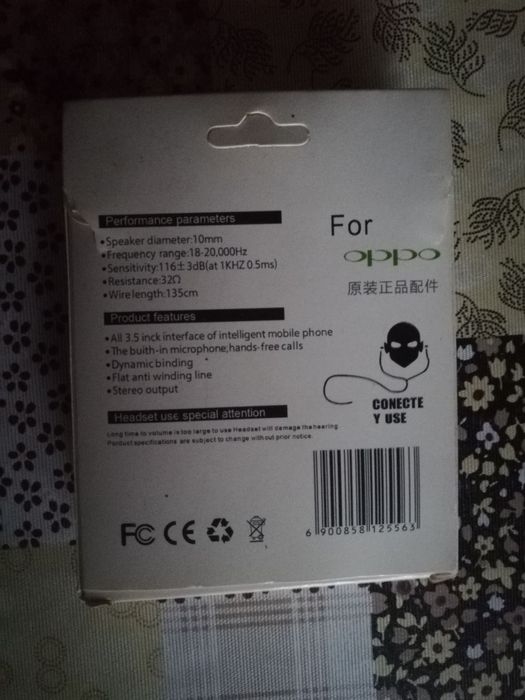 Performance parameters
•Speaker diameter:10mm
•Frequency range:18-20,000Hz
•Sensitivity:116±3dB(at 1KHZ 0.5ms)
•Resistance:32Ω
•Wire length:135cm
Product features
•All 3.5 inck interface of intelligent mobile phone
•The buith-in microphone,hands-free calls
•Dynamic binding
•Flat anti winding line
•Stereo output
Headset use special attention
Long time to volume is too large to use Headset will damage the hearing
Porduct specifications are subject to change without prior notice.
For
oppo
原装正品配件
CONECTE
Y USE
FC CE
6 900858 125563